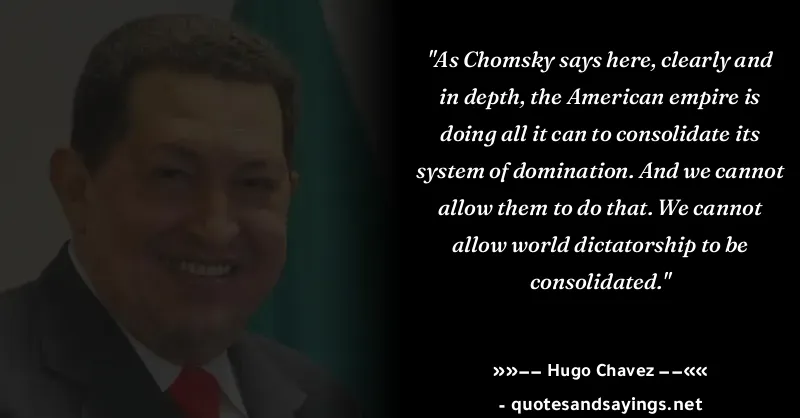 "As Chomsky says here, clearly and
in depth, the American empire is
doing all it can to consolidate its
system of domination. And we cannot
allow them to do that. We cannot
allow world dictatorship to be
consolidated."
»»−− Hugo Chavez −−««
- quotesandsayings.net